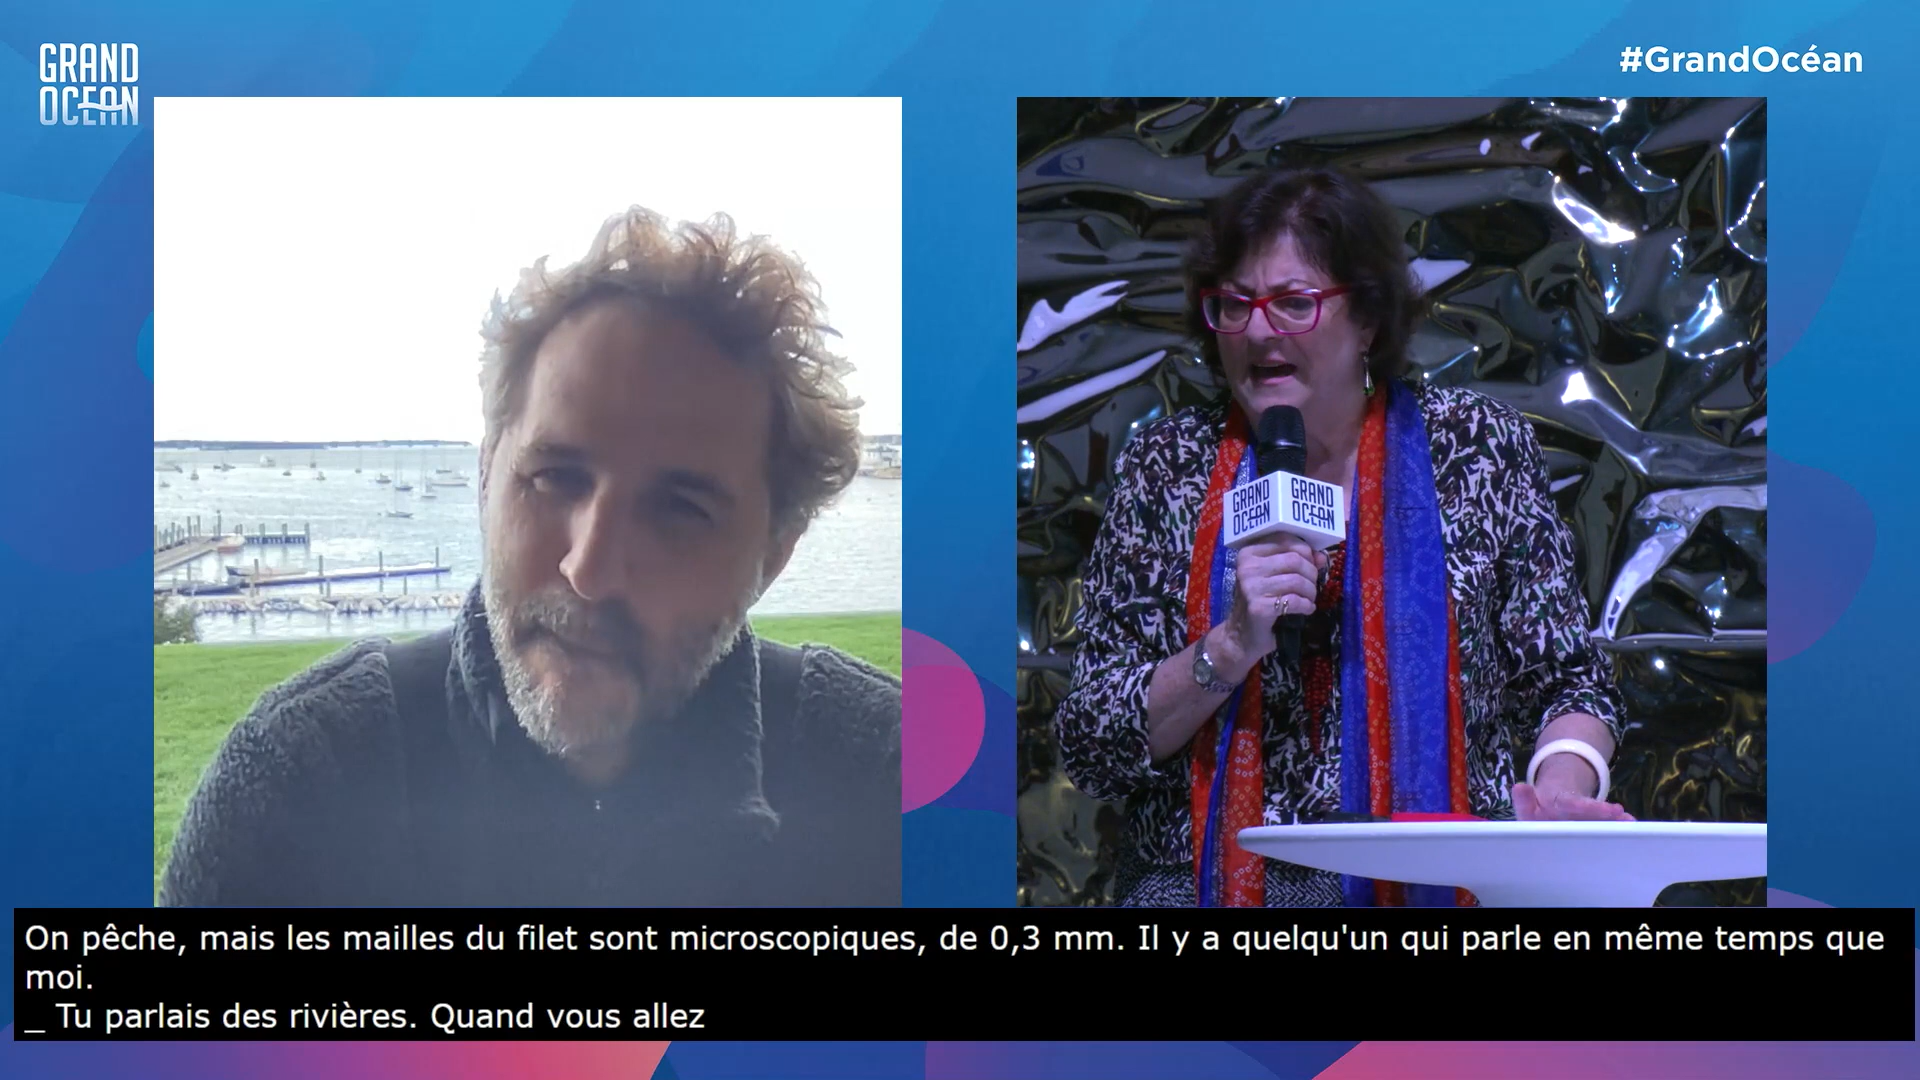 GRAND
OCEAN
#GrandOcéan
GRAND
OCEAN
GRAND
OCEAN
On pêche, mais les mailles du filet sont microscopiques, de 0,3 mm. Il y a quelqu'un qui parle en même temps que
moi.
_ Tu parlais des rivières. Quand vous allez